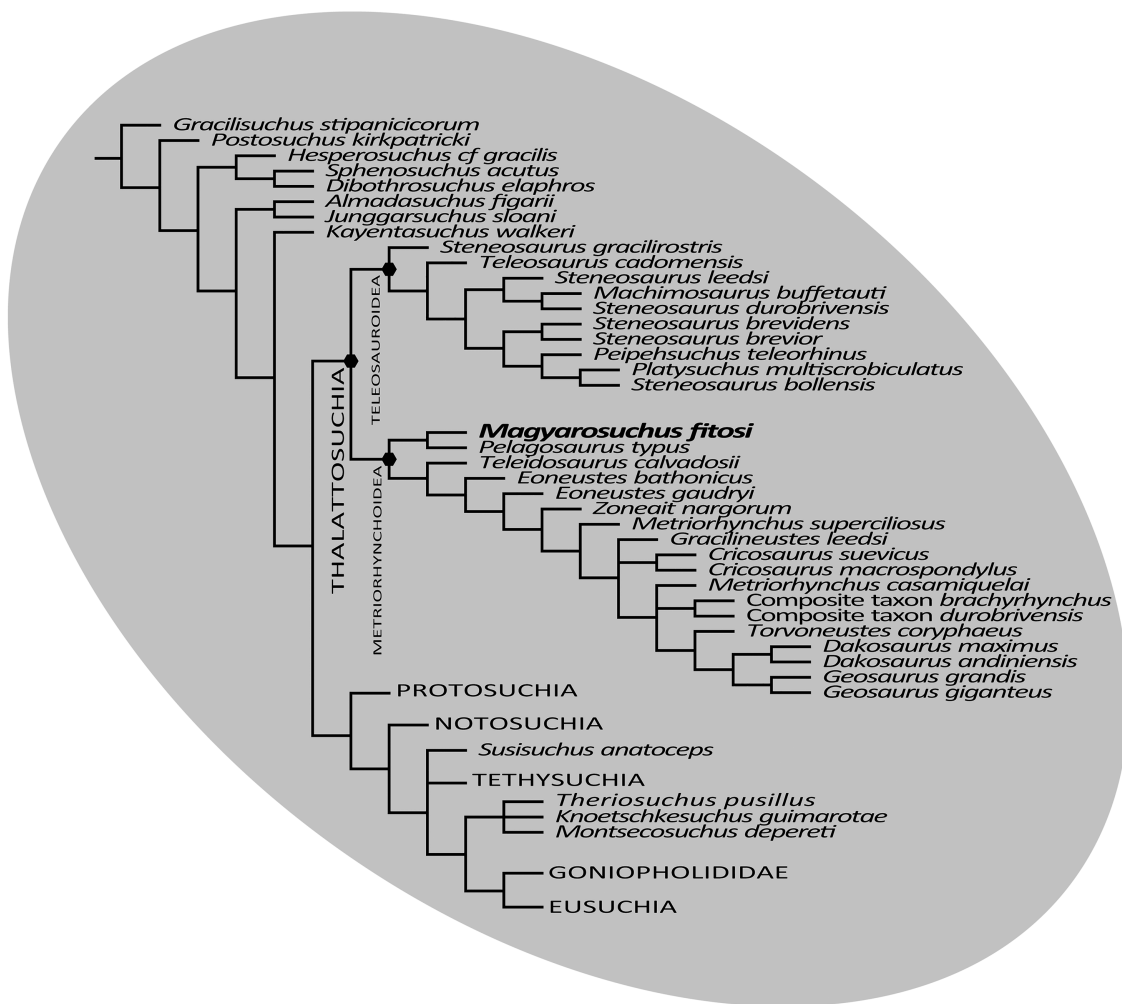 Gracilisuchus stipanicicorum
Postosuchus kirkpatricki
Hesperosuchus cf gracilis
Sphenosuchus acutus
Dibothrosuchus elaphros
Almadasuchus figarii
Junggarsuchus sloani
Kayentasuchus walkeri
Steneosaurus gracilirostris
Teleosaurus cadomensis
Steneosaurus leedsi
Machimosaurus buffetauti
Steneosaurus durobrivensis
Steneosaurus brevidens
Steneosaurus brevior
Peipehsuchus teleorhinus
Platysuchus multiscrobiculatus
Steneosaurus bollensis
TELEOSAUROIDEA
THALATTOSUCHIA
METRIORHYNCHOIDEA
Magyarosuchus fitosi
Pelagosaurus typus
Teleidosaurus calvadosii
Eoneustes bathonicus
Eoneustes gaudryi
Zoneait nargorum
Metriorhynchus superciliosus
Gracilineustes leedsi
Cricosaurus suevicus
Cricosaurus macrospondylus
Metriorhynchus casamiquelai
Composite taxon brachyrhynchus
Composite taxon durobrivensis
Torvoneustes coryphaeus
Dakosaurus maximus
Dakosaurus andiniensis
Geosaurus grandis
Geosaurus giganteus
PROTOSUCHIA
NOTOSUCHIA
Susisuchus anatoceps
TETHYSUCHIA
Theriosuchus pusillus
Knoetschkesuchus guimarotae
Montsecosuchus depereti
GONIOPHOLIDIDAE
EUSUCHIA